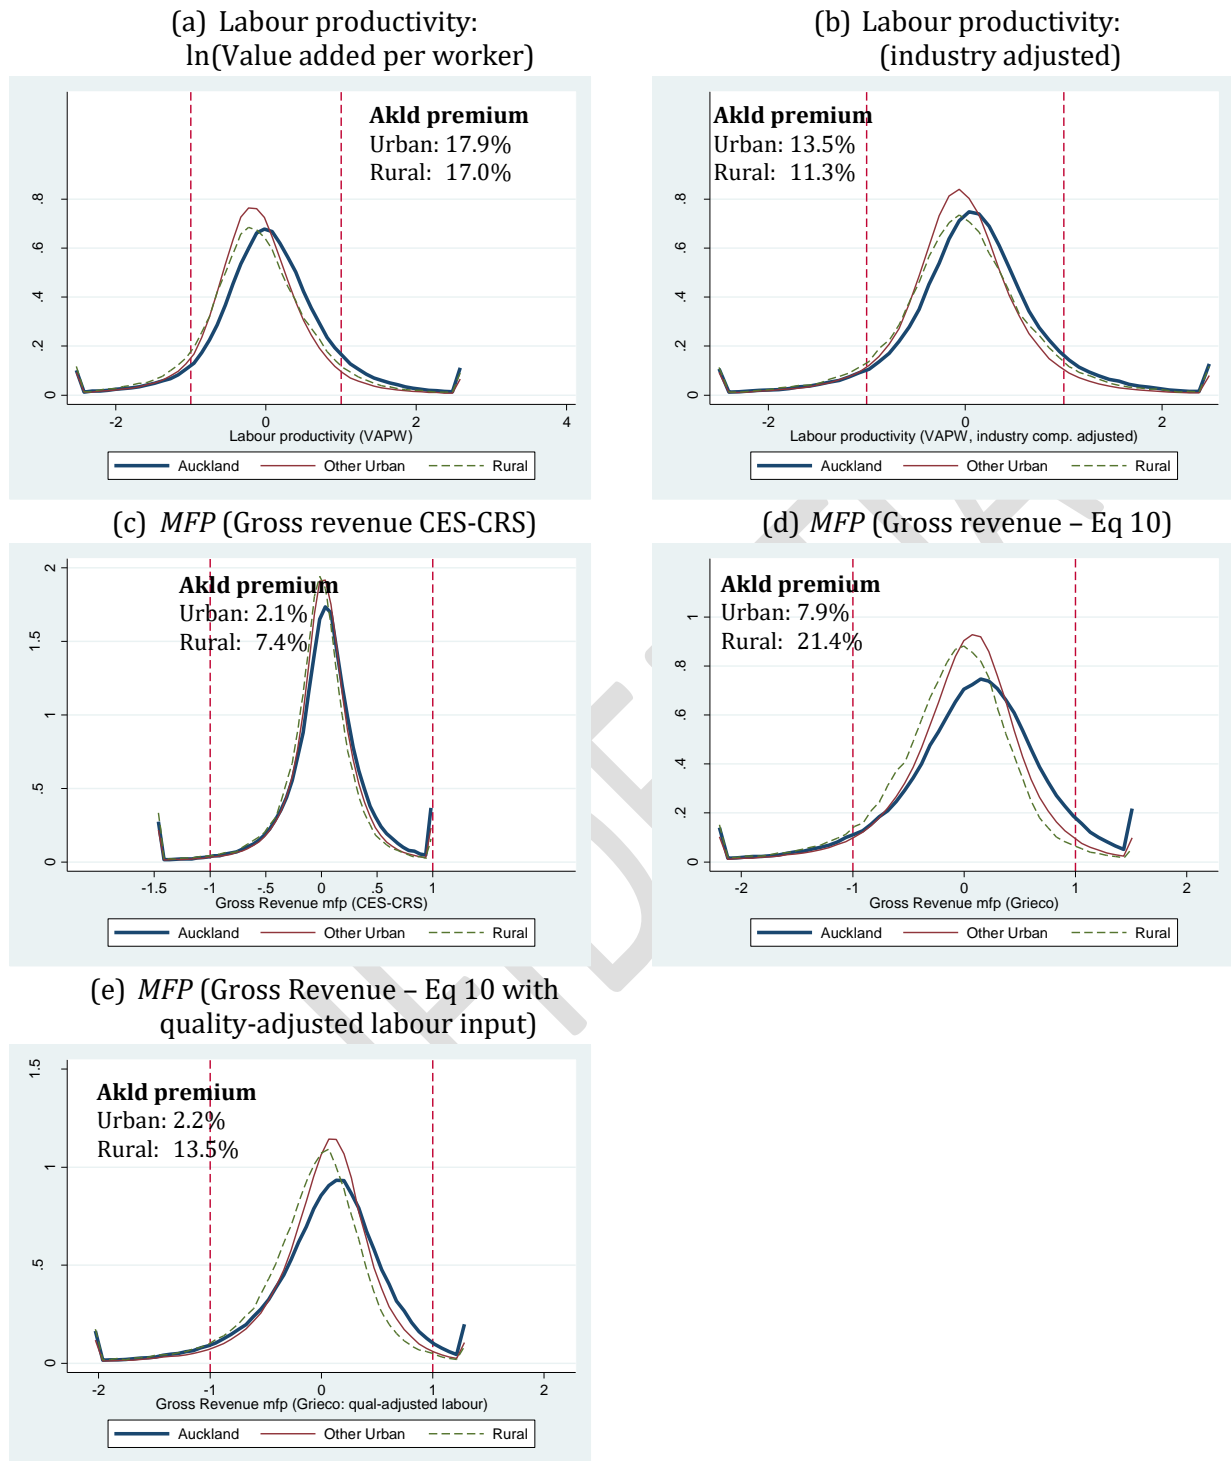 (a) Labour productivity:
ln(Value added per worker)
Akld premium
Urban: 17.9%
Rural: 17.0%
.8
.6
.4
.2
0
-2 0 2 4
Labour productivity (VAPW)
Auckland Other Urban Rural
(b) Labour productivity:
(industry adjusted)
Akld premium
Urban: 13.5%
Rural: 11.3%
.8
.6
.4
.2
0
-2 0 2
Labour productivity (VAPW, industry comp. adjusted)
Auckland Other Urban Rural
(c) MFP (Gross revenue CES-CRS)
Akld premium
Urban: 2.1%
Rural: 7.4%
2
1.5
1
.5
0
-1.5 -1 -.5 0 .5 1
Gross Revenue mfp (CES-CRS)
Auckland Other Urban Rural
(d) MFP (Gross revenue – Eq 10)
Akld premium
Urban: 7.9%
Rural: 21.4%
1
.8
.6
.4
.2
0
-2 -1 0 1 2
Gross Revenue mfp (Grieco)
Auckland Other Urban Rural
(e) MFP (Gross Revenue – Eq 10 with
quality-adjusted labour input)
Akld premium
Urban: 2.2%
Rural: 13.5%
1.5
1
.5
0
-2 -1 0 1 2
Gross Revenue mfp (Grieco: qual-adjusted labour)
Auckland Other Urban Rural